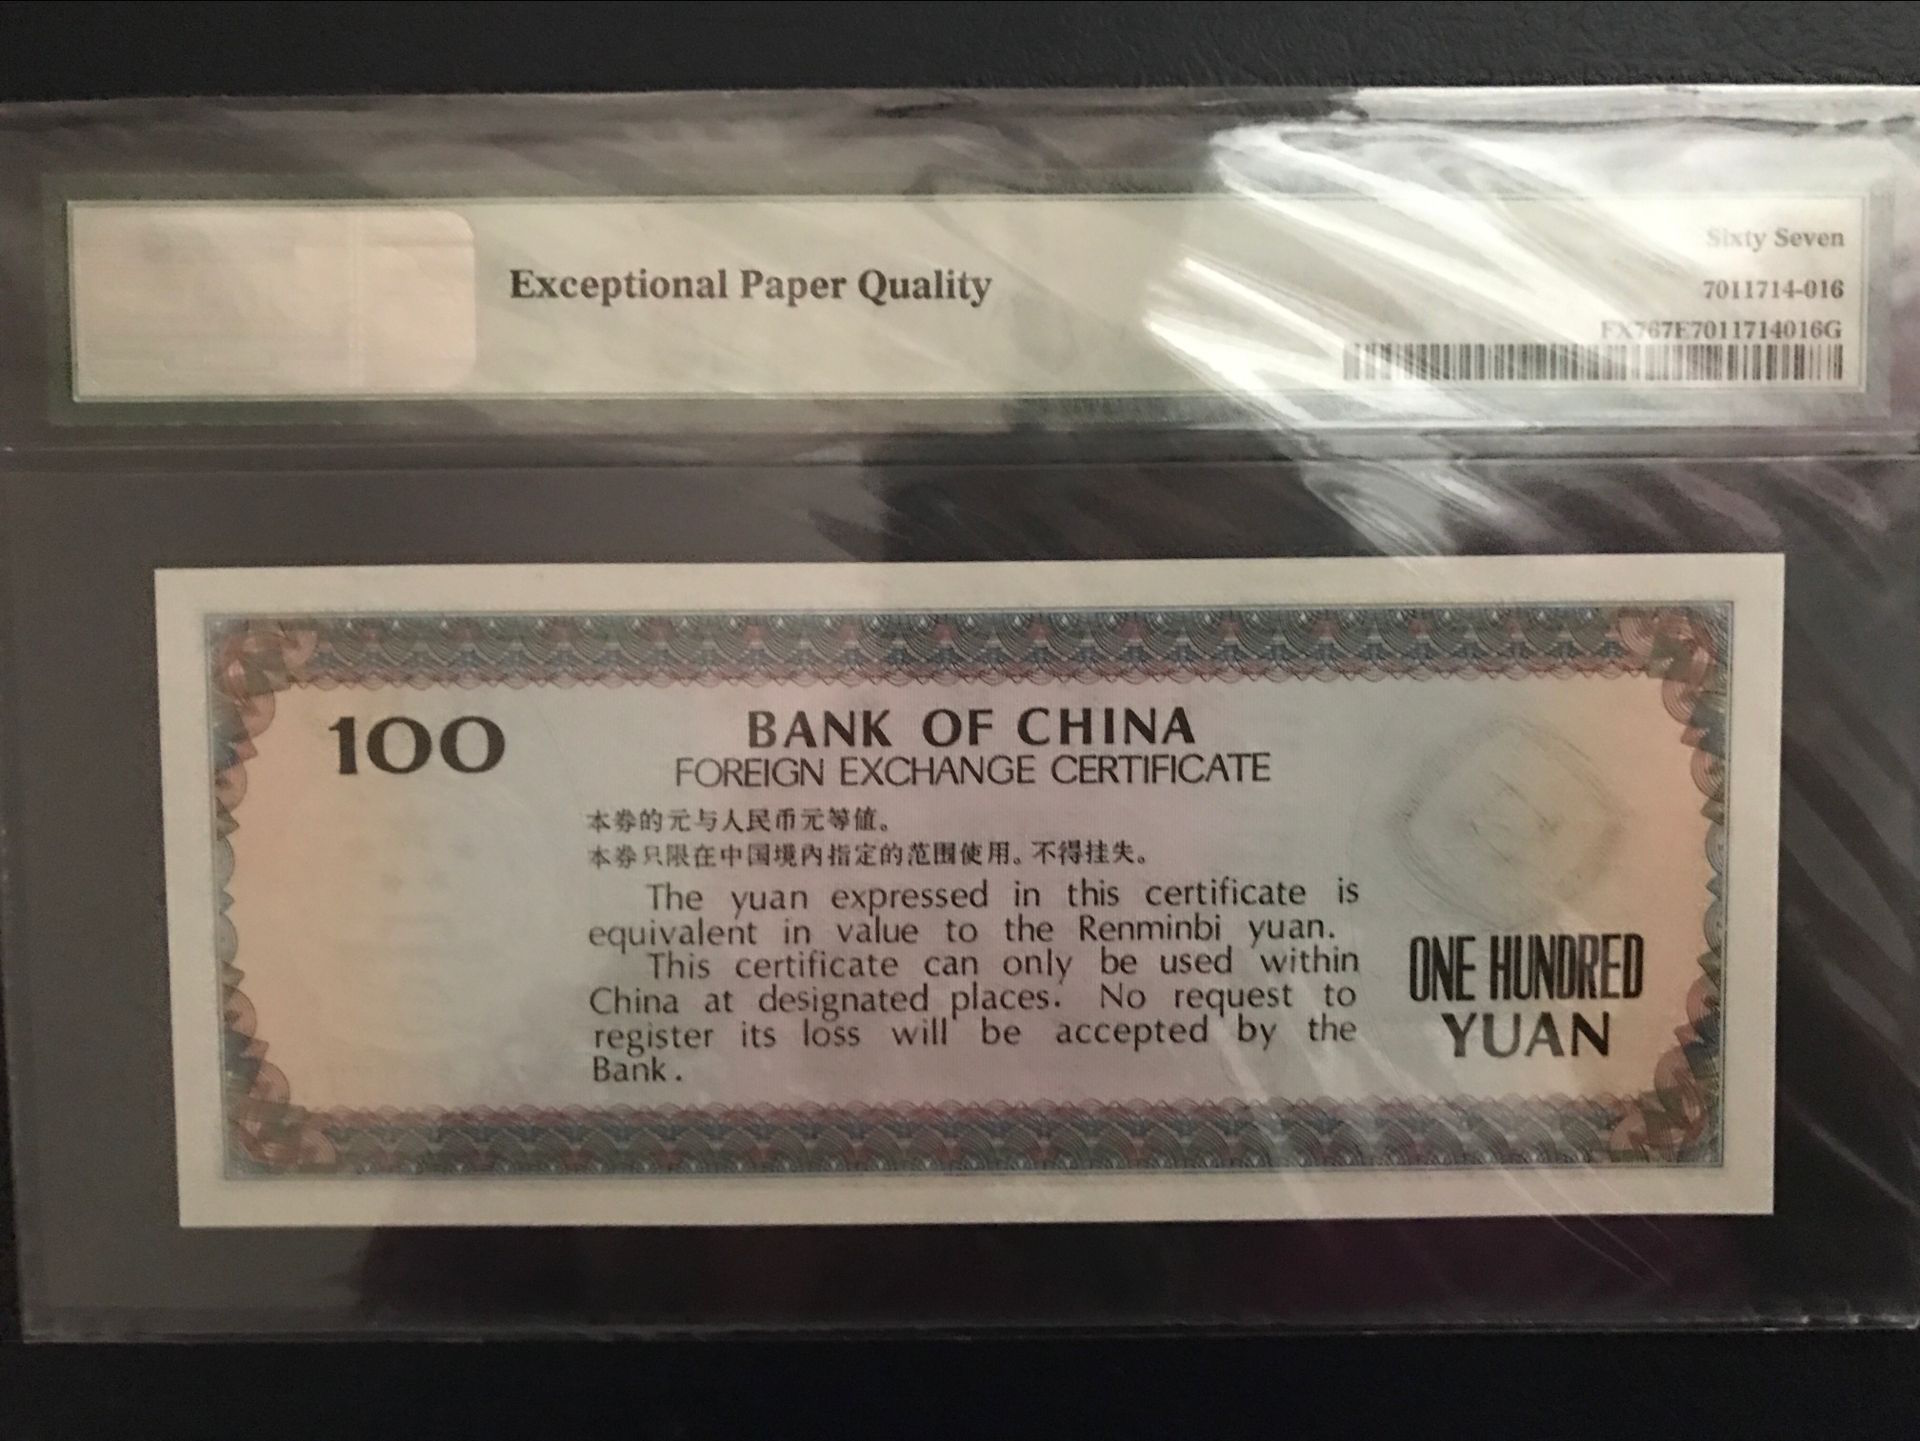 Exceptional Paper Quality
Sixty Seven
7011714-016
FX767E7011714016G
100
BANK OF CHINA
FOREIGN EXCHANGE CERTIFICATE
本券的元与人民币元等值。
本券只限在中国境内指定的范围使用。不得挂失。
The yuan expressed in this certificate is
equivalent in value to the Renminbi yuan.
This certificate can only be used within
China at designated places. No request to
register its loss will be accepted by the
Bank.
ONE HUNDRED
YUAN